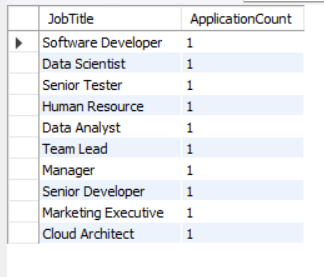 JobTitle ApplicationCount
Software Developer 1
Data Scientist 1
Senior Tester 1
Human Resource 1
Data Analyst 1
Team Lead 1
Manager 1
Senior Developer 1
Marketing Executive 1
Cloud Architect 1